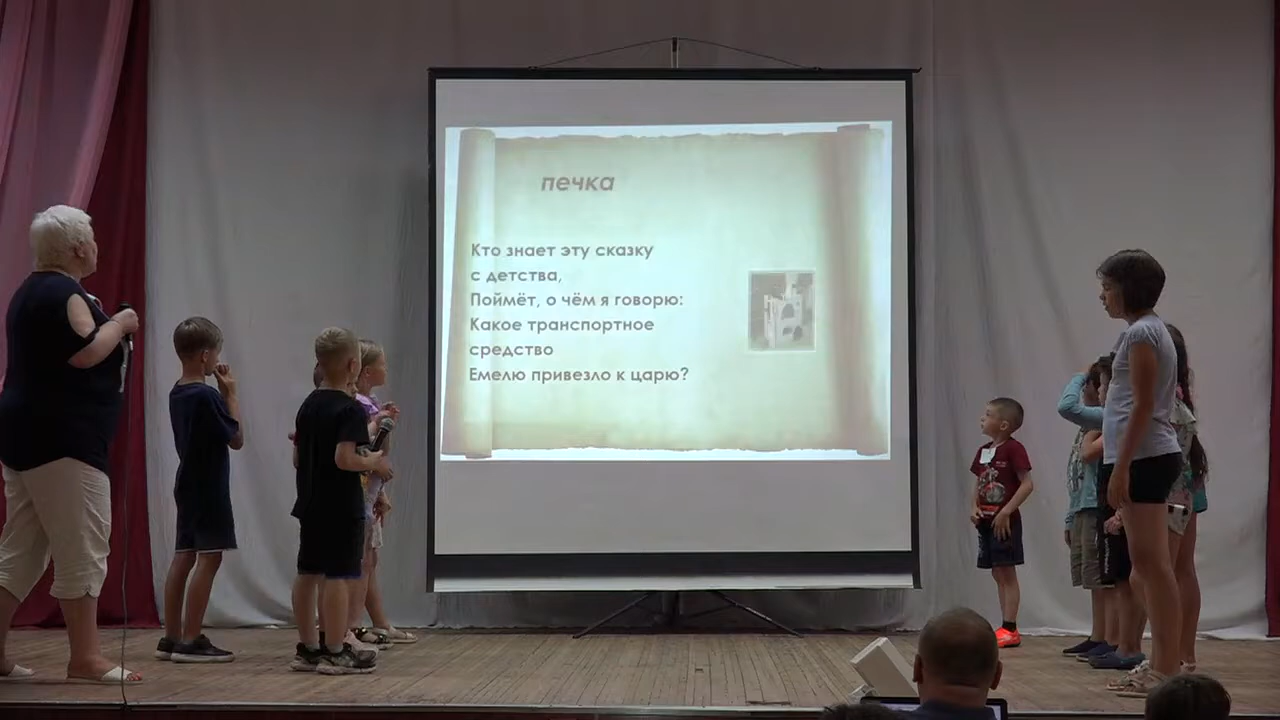 печка
Кто знает эту сказку
с детства,
Поймёт, о чём я говорю:
Какое транспортное
средство
Емелю привезло к царю?